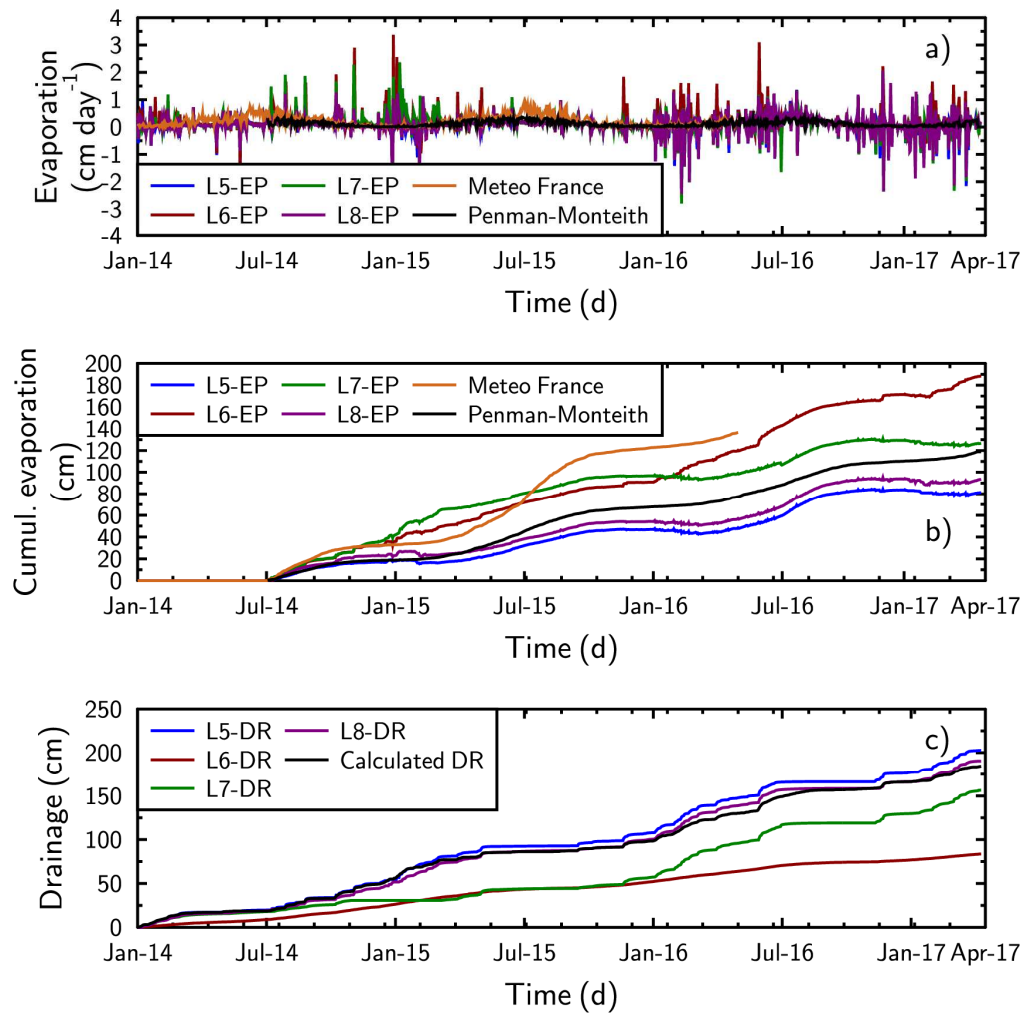 a)
4
3
2
1
0
-1
-2
-3
-4
Evaporation
(cm day⁻¹)
L5-EP L7-EP Meteo France
L6-EP L8-EP Penman-Monteith
Jan-14 Jul-14 Jan-15 Jul-15 Jan-16 Jul-16 Jan-17 Apr-17
Time (d)
200
180
160
140
120
100
80
60
40
20
0
Cumul. evaporation
(cm)
L5-EP L7-EP Meteo France
L6-EP L8-EP Penman-Monteith
b)
Jan-14 Jul-14 Jan-15 Jul-15 Jan-16 Jul-16 Jan-17 Apr-17
Time (d)
250
200
150
100
50
0
Drainage (cm)
L5-DR L8-DR
L6-DR Calculated DR
L7-DR
c)
Jan-14 Jul-14 Jan-15 Jul-15 Jan-16 Jul-16 Jan-17 Apr-17
Time (d)